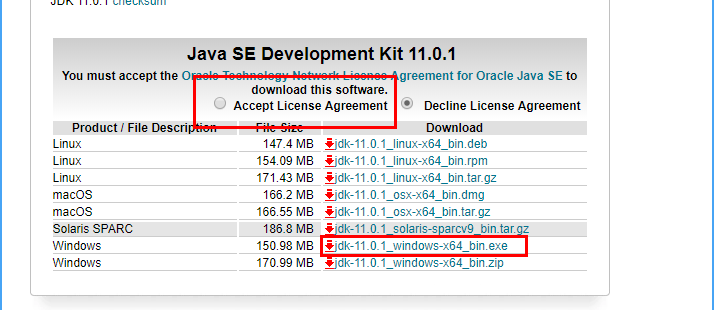 JDK 11.0.1 checksum
Java SE Development Kit 11.0.1
You must accept the Oracle Technology Network License Agreement for Oracle Java SE to
download this software.
Accept License Agreement Decline License Agreement
Product / File Description File Size Download
Linux 147.4 MB jdk-11.0.1_linux-x64_bin.deb
Linux 154.09 MB jdk-11.0.1_linux-x64_bin.rpm
Linux 171.43 MB jdk-11.0.1_linux-x64_bin.tar.gz
macOS 166.2 MB jdk-11.0.1_osx-x64_bin.dmg
macOS 166.55 MB jdk-11.0.1_osx-x64_bin.tar.gz
Solaris SPARC 186.8 MB jdk-11.0.1_solaris-sparcv9_bin.tar.gz
Windows 150.98 MB jdk-11.0.1_windows-x64_bin.exe
Windows 170.99 MB jdk-11.0.1_windows-x64_bin.zip